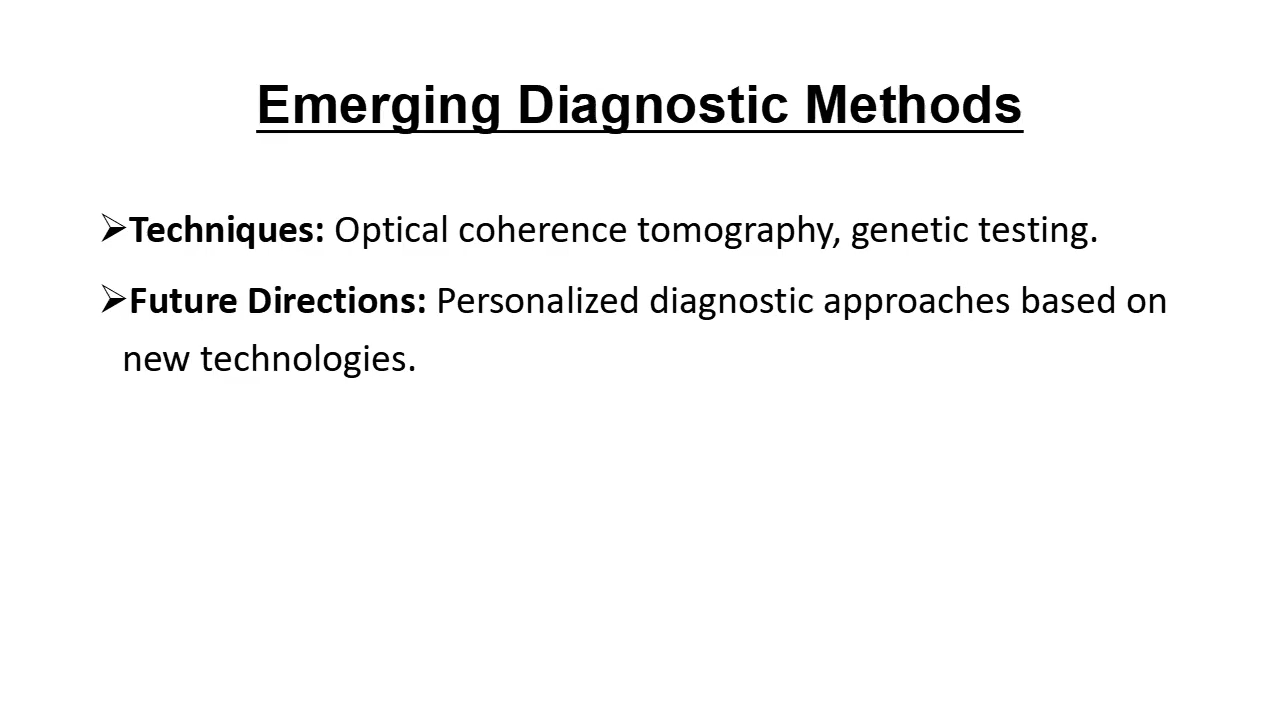 Emerging Diagnostic Methods
➢Techniques: Optical coherence tomography, genetic testing.
➢Future Directions: Personalized diagnostic approaches based on
new technologies.